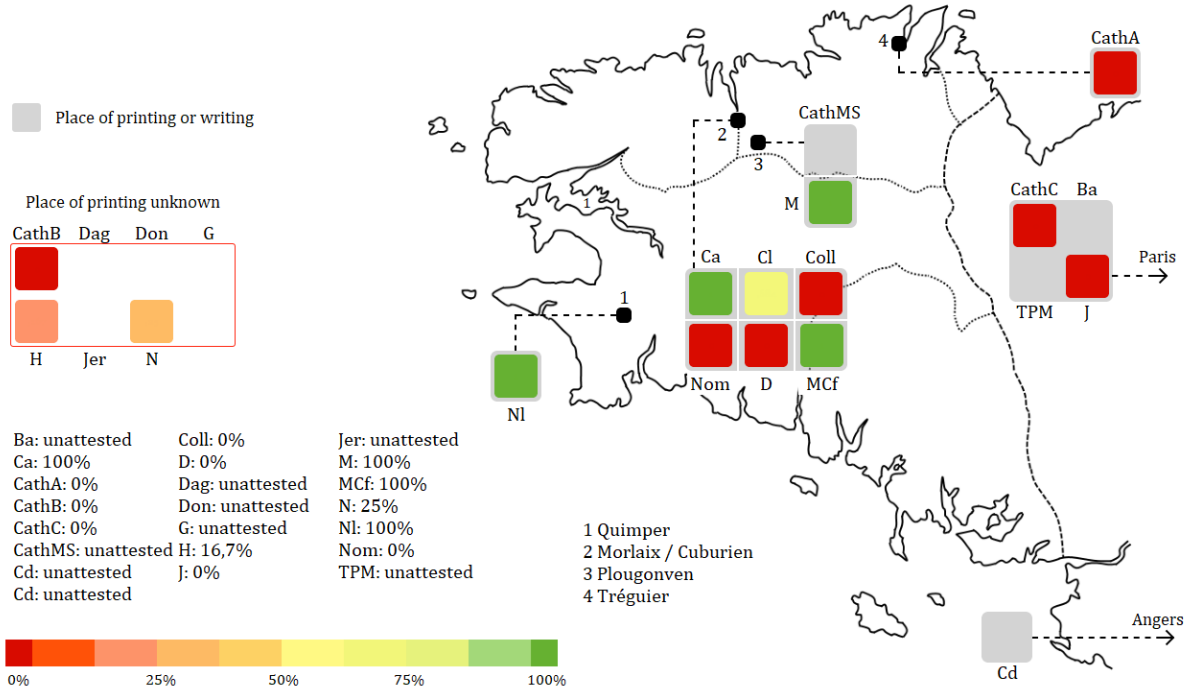 4
CathA
Place of printing or writing
CathMS
2
3
Place of printing unknown
CathB Dag Don G
CathC Ba
M
1
Paris
Ca Cl Coll
TPM J
1
H Jer N
Nom D MCf
Nl
Ba: unattested Coll: 0% Jer: unattested
Ca: 100% D: 0% M: 100%
CathA: 0% Dag: unattested MCf: 100%
CathB: 0% Don: unattested N: 25%
CathC: 0% G: unattested Nl: 100%
CathMS: unattested H: 16,7% Nom: 0%
Cd: unattested J: 0% TPM: unattested
Cd: unattested
1 Quimper
2 Morlaix / Cuburien
3 Plougonven
4 Tréguier
Angers
Cd
0% 25% 50% 75% 100%